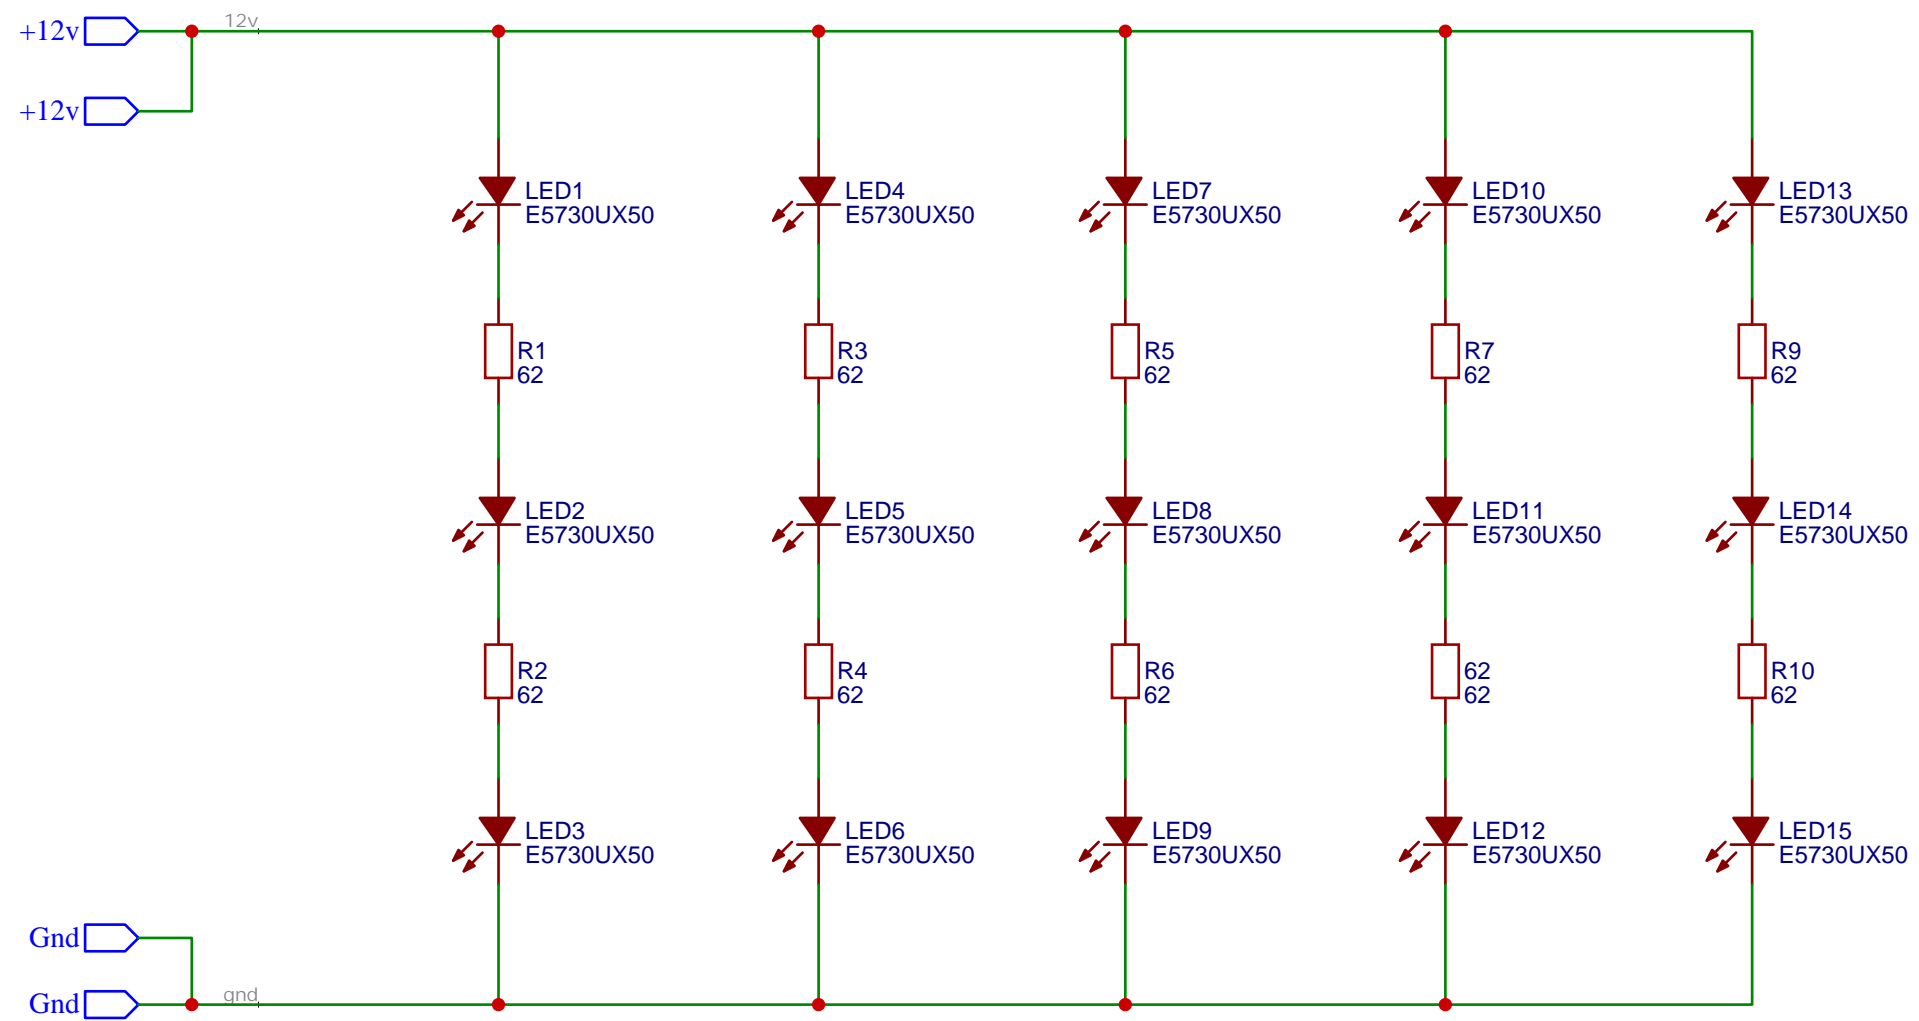 +12v
12v
+12v
LED1
E5730UX50
LED4
E5730UX50
LED7
E5730UX50
LED10
E5730UX50
LED13
E5730UX50
R1
62
R3
62
R5
62
R7
62
R9
62
LED2
E5730UX50
LED5
E5730UX50
LED8
E5730UX50
LED11
E5730UX50
LED14
E5730UX50
R2
62
R4
62
R6
62
62
62
R10
62
LED3
E5730UX50
LED6
E5730UX50
LED9
E5730UX50
LED12
E5730UX50
LED15
E5730UX50
Gnd
Gnd
gnd